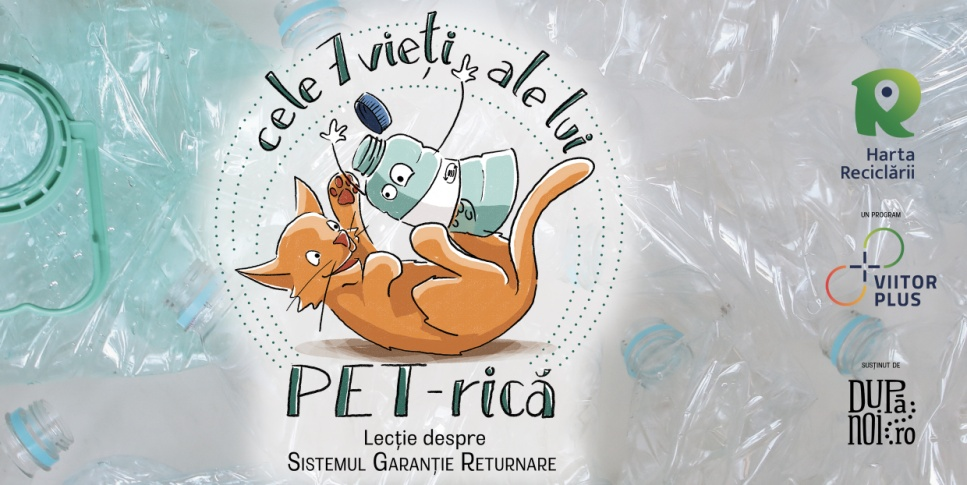 cele 7 vieți ale lui
PET-rică
Lecție despre
SISTEMUL GARANȚIE RETURNARE
Harta
Reciclării
UN PROGRAM
VIITOR
PLUS
SUSȚINUT DE
DUPă:
NOI:.ro